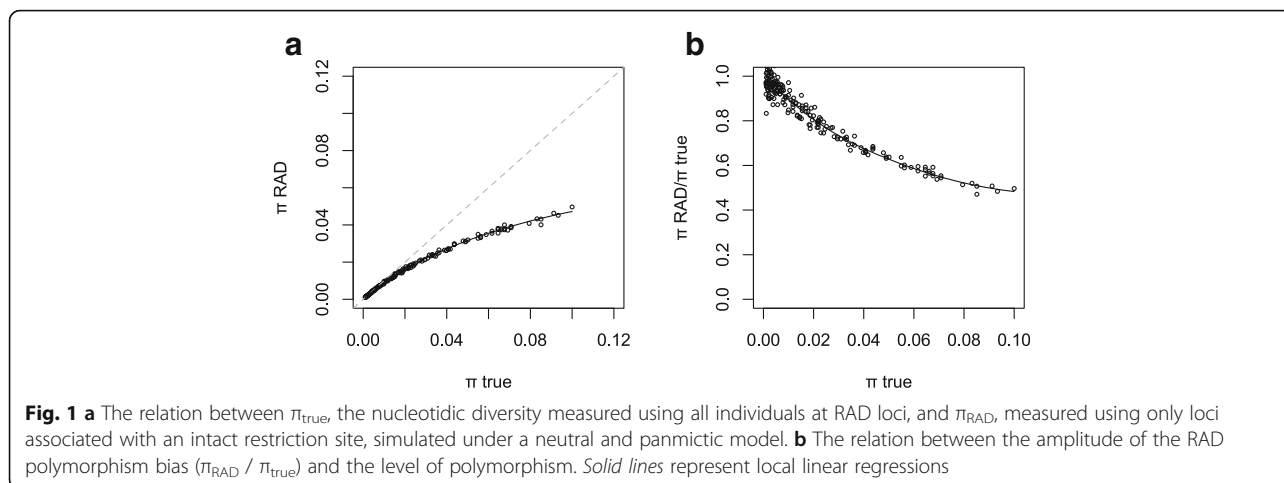 a
b
0.12
0.08
0.04
0.00
π RAD
0.00 0.04 0.08 0.12
π true
1.0
0.8
0.6
0.4
0.2
0.0
π RAD/π true
0.00 0.02 0.04 0.06 0.08 0.10
π true
Fig. 1 a The relation between πtrue, the nucleotidic diversity measured using all individuals at RAD loci, and πRAD, measured using only loci
associated with an intact restriction site, simulated under a neutral and panmictic model. b The relation between the amplitude of the RAD
polymorphism bias (πRAD / πtrue) and the level of polymorphism. Solid lines represent local linear regressions